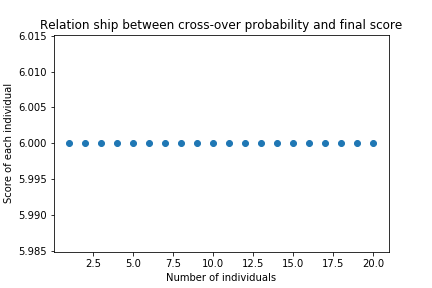 Relation ship between cross-over probability and final score
6.015
6.010
6.005
6.000
5.995
5.990
5.985
Score of each individual
2.5 5.0 7.5 10.0 12.5 15.0 17.5 20.0
Number of individuals